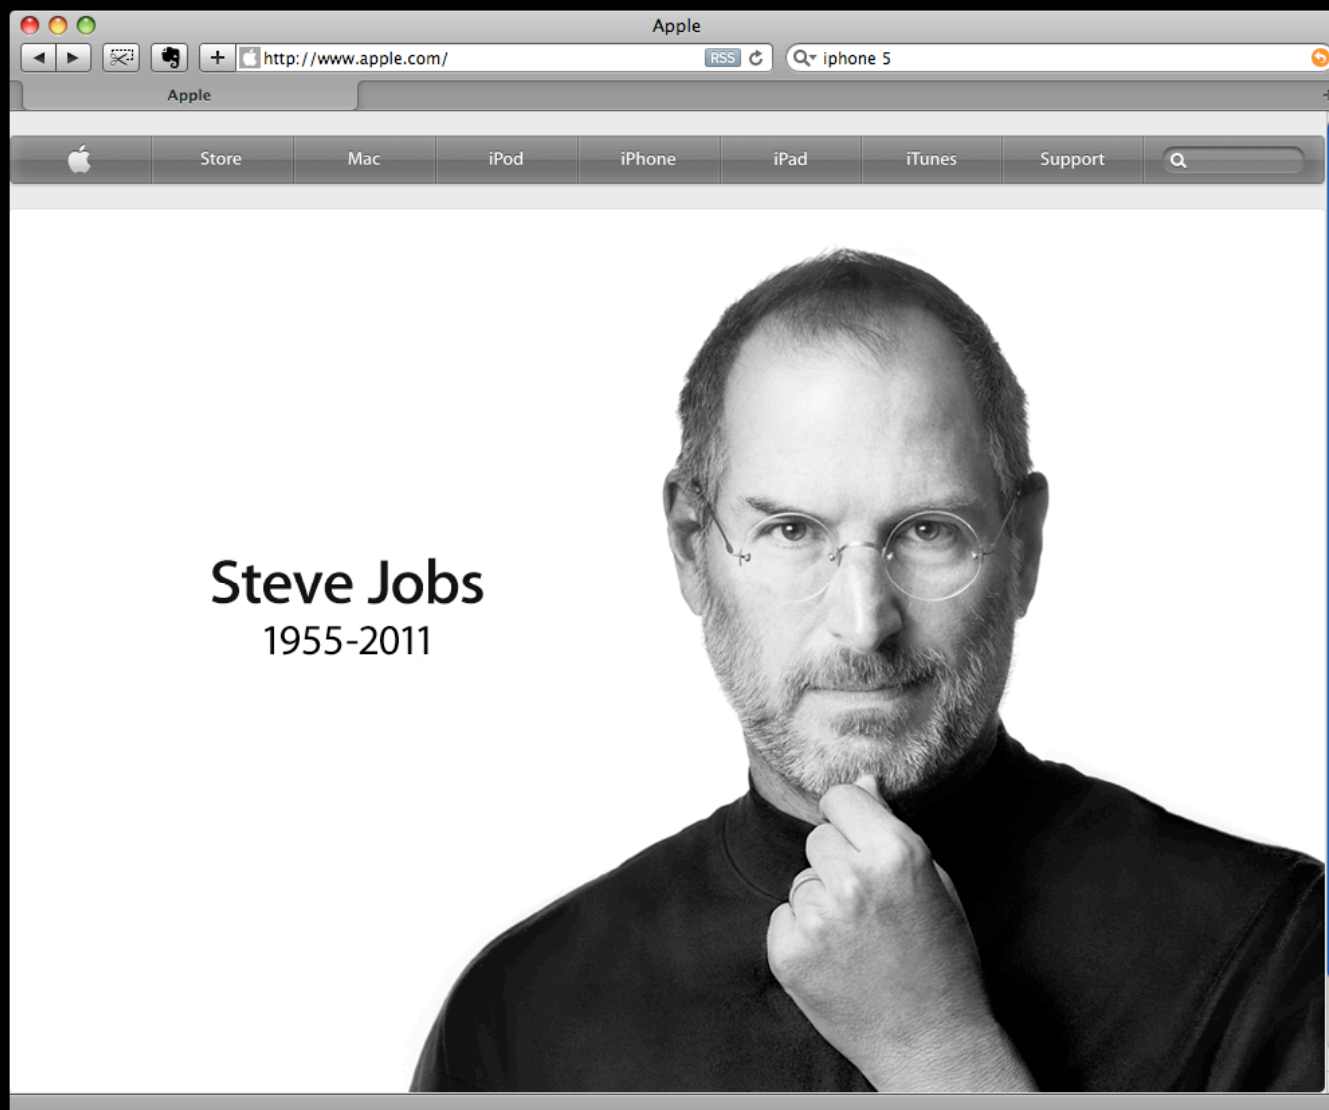 Apple
http://www.apple.com/
RSS
iphone 5
Apple
Store
Mac
iPod
iPhone
iPad
iTunes
Support
Steve Jobs
1955-2011